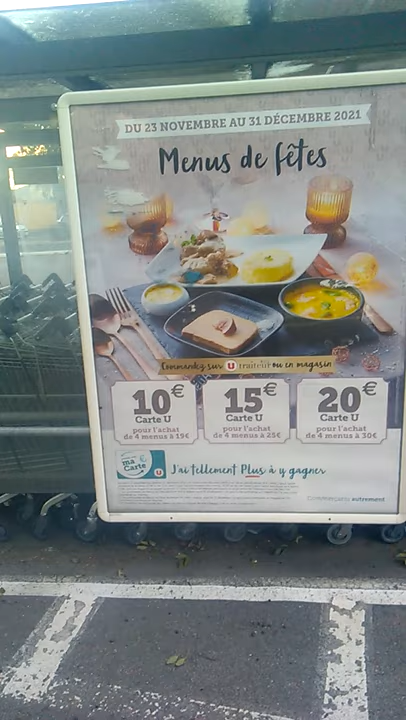 DU 23 NOVEMBRE AU 31 DÉCEMBRE 2021
Menus de fêtes
Commandez sur U traiteur ou en magasin
10€
Carte U
pour l'achat
de 4 menus à 19€
15€
Carte U
pour l'achat
de 4 menus à 25€
20€
Carte U
pour l'achat
de 4 menus à 30€
ma Carte
U
J'ai tellement Plus à y gagner
Commerçants autrement